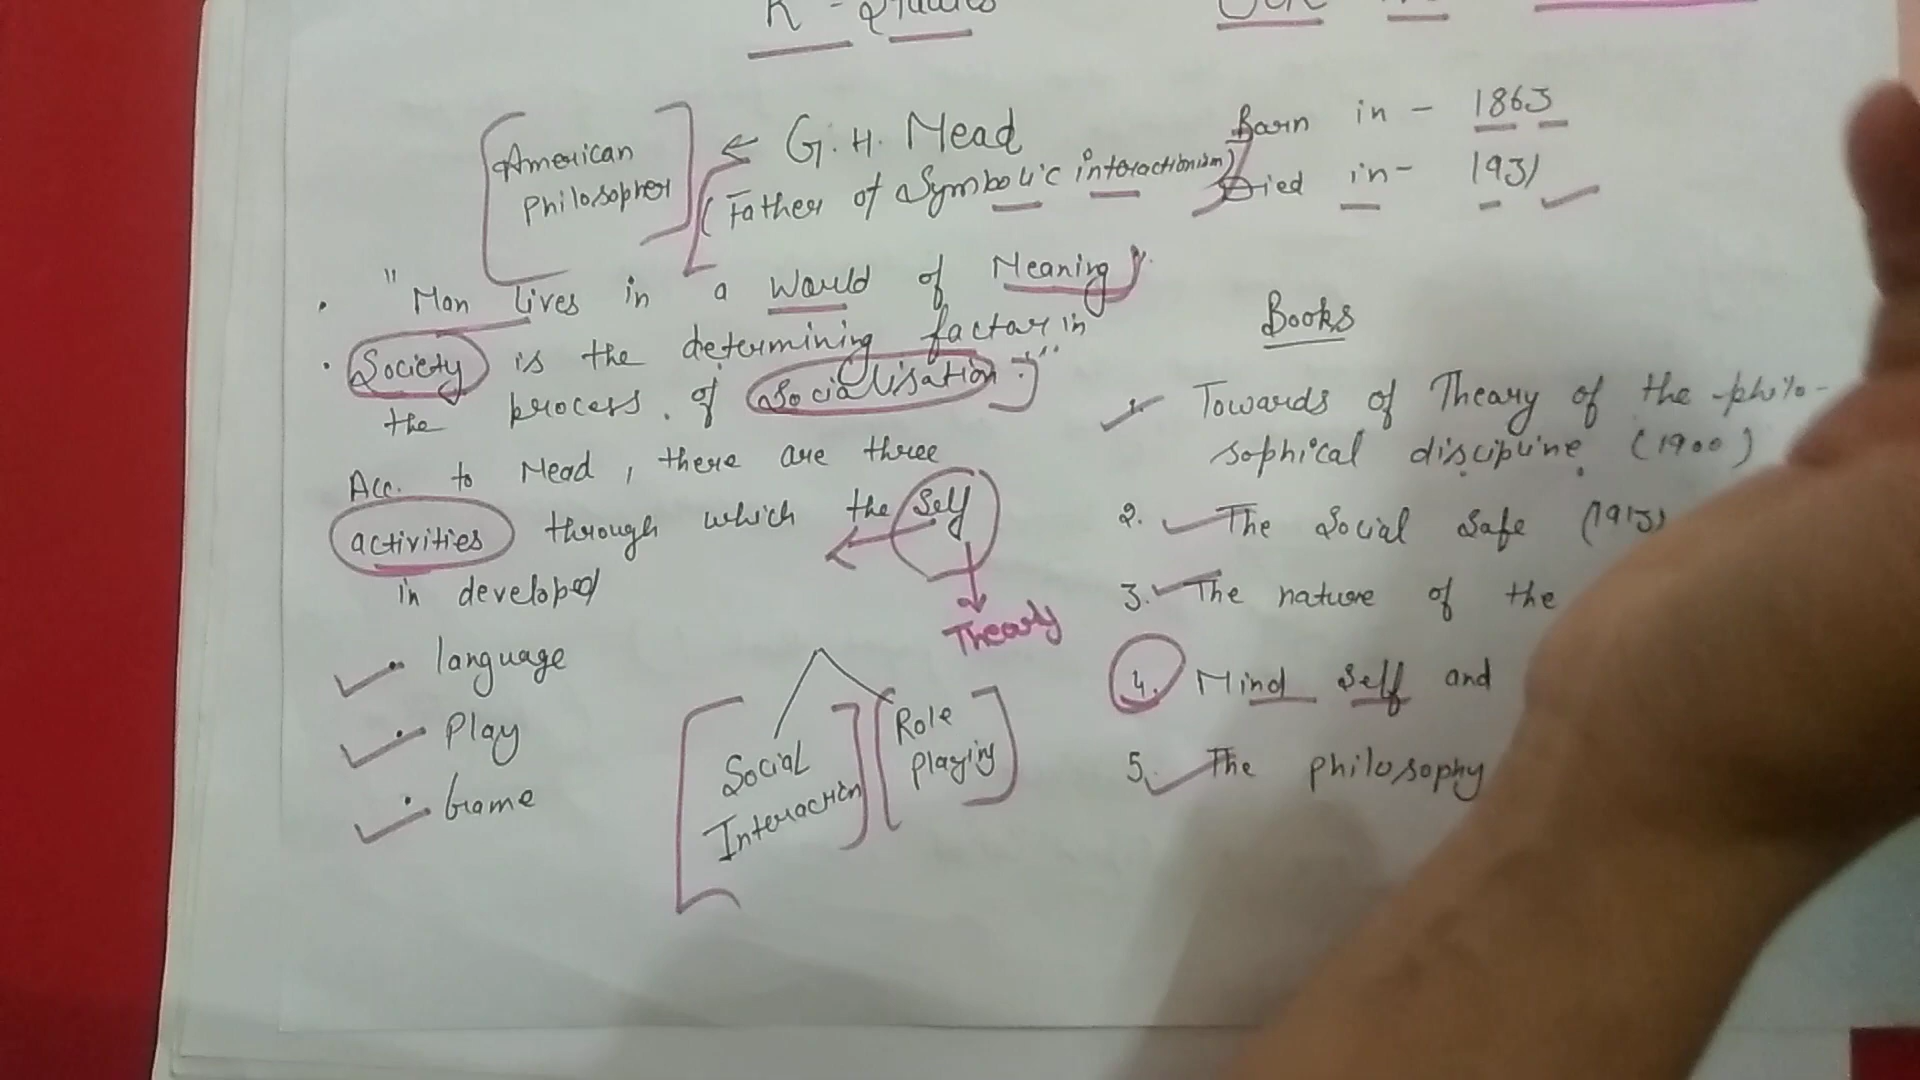 American
Philosopher
G. H. Mead
(Father of Symbolic interactionism)
Barn in - 1863
Died in - 1931
" Man lives in a World of Meaning
Society is the determining factor in
the process. of Socialisation."
Acc. to Mead, there are three
activities through which the Self
in developed
Theory
• language
• Play
• Game
Social
Interaction
Role
Playing
Books
1. Towards of Theory of the philo-
sophical discipline (1900)
2. The Social Safe (1913)
3. The nature of the
4. Mind Self and
5. The philosophy